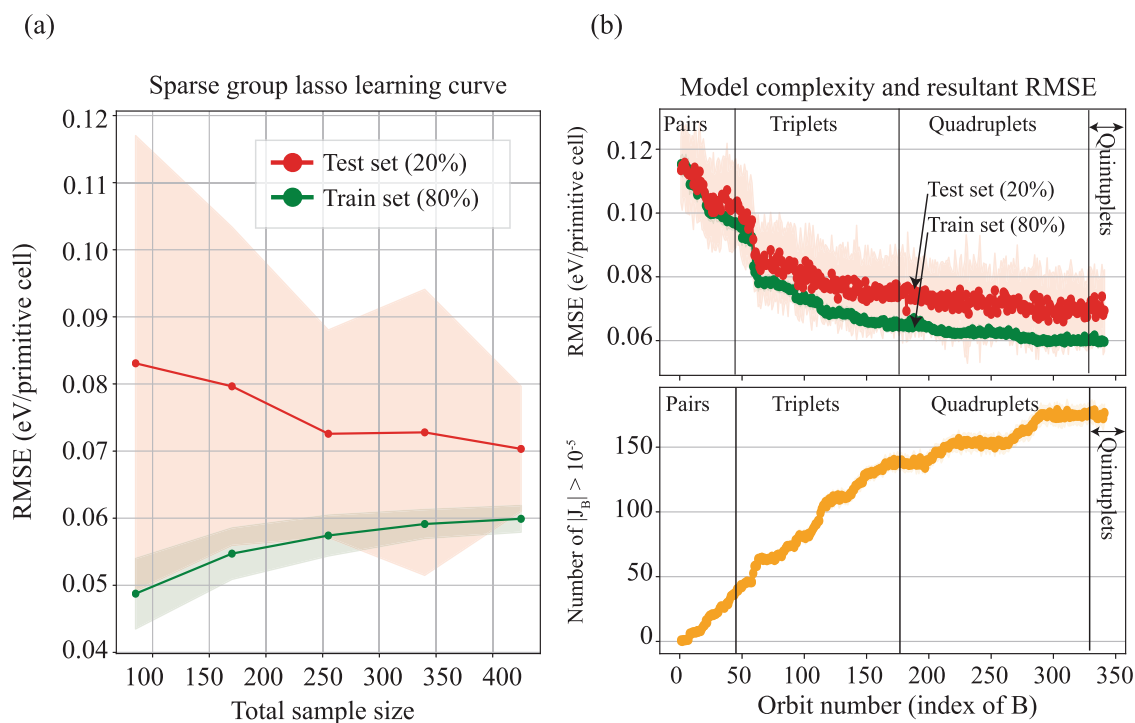 (a)
Sparse group lasso learning curve
0.12
0.11
0.10
0.09
0.08
0.07
0.06
0.05
0.04
RMSE (eV/primitive cell)
Test set (20%)
Train set (80%)
100 150 200 250 300 350 400
Total sample size
(b)
Model complexity and resultant RMSE
Pairs Triplets Quadruplets
Quintuplets
0.12
0.10
0.08
0.06
RMSE (eV/primitive cell)
Test set (20%)
Train set (80%)
Pairs Triplets Quadruplets
Quintuplets
150
100
50
0
Number of |J_B| > 10⁻⁵
0 50 100 150 200 250 300 350
Orbit number (index of B)